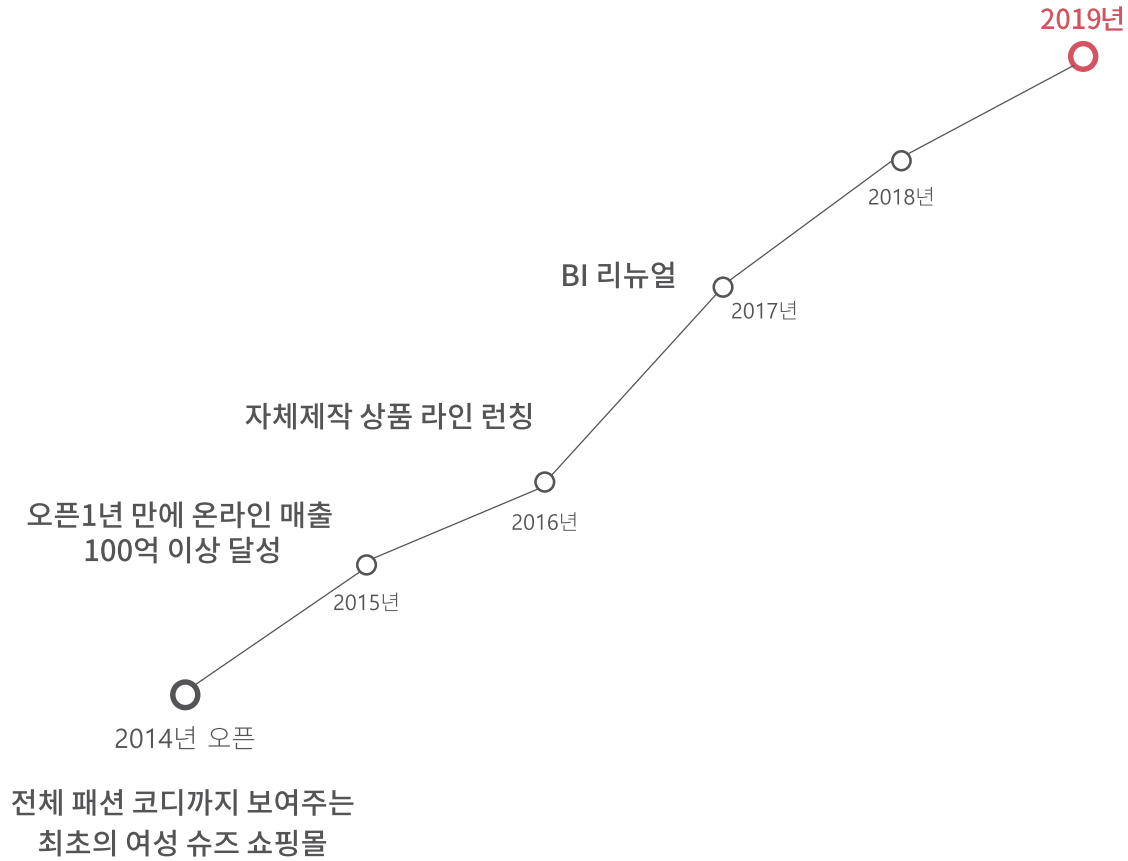 2019년
2018년
BI 리뉴얼
2017년
자체제작 상품 라인 런칭
2016년
오픈1년 만에 온라인 매출
100억 이상 달성
2015년
2014년 오픈
전체 패션 코디까지 보여주는
최초의 여성 슈즈 쇼핑몰